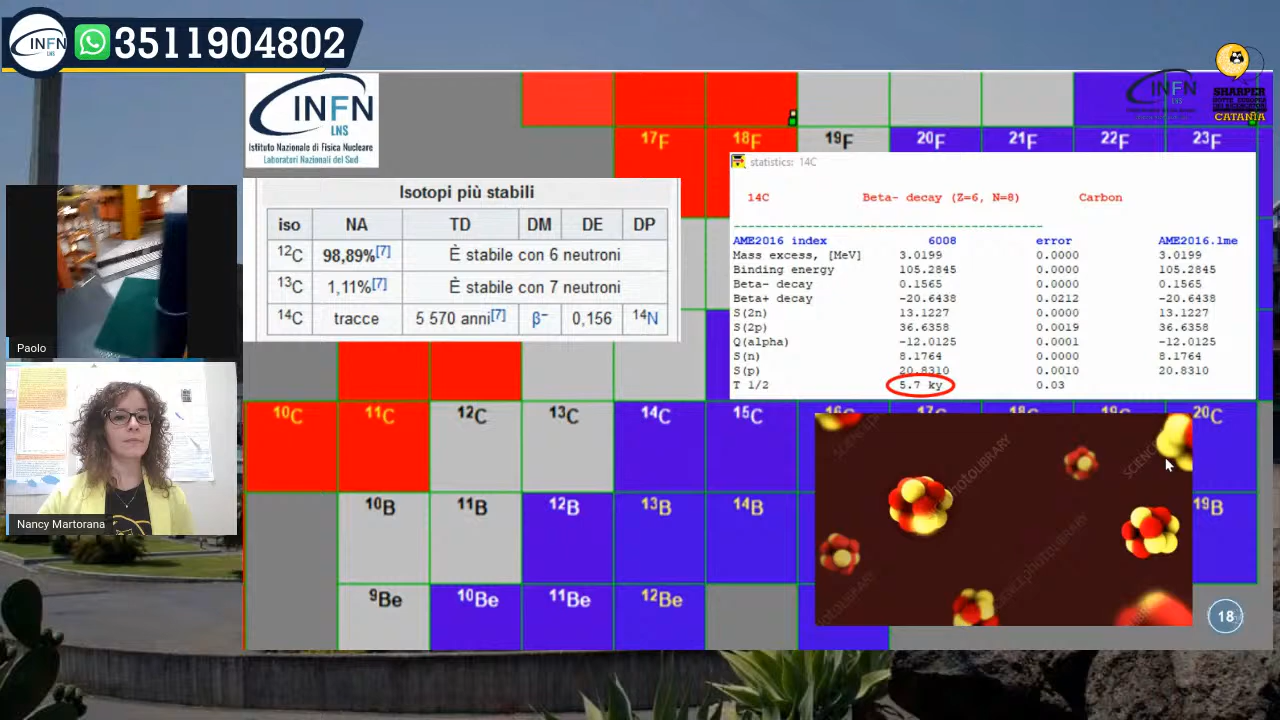 INFN
LNS
3511904802
INFN
LNS
Istituto Nazionale di Fisica Nucleare
Laboratori Nazionali del Sud
INFN
LNS
SHARPER
CATANIA
17F 18F 19F 20F 21F 22F 23F
Isotopi più stabili
iso NA TD DM DE DP
12C 98,89%[7] È stabile con 6 neutroni
13C 1,11%[7] È stabile con 7 neutroni
14C tracce 5 570 anni[7] β− 0,156 14N
statistics: 14C
14C Beta- decay (Z=6, N=8) Carbon
AME2016 index 6008 error AME2016.lme
Mass excess, [MeV] 3.0199 0.0000 3.0199
Binding energy 105.2845 0.0000 105.2845
Beta- decay 0.1565 0.0000 0.1565
Beta+ decay -20.6438 0.0212 -20.6438
S(2n) 13.1227 0.0000 13.1227
S(2p) 36.6358 0.0019 36.6358
Q(alpha) -12.0125 0.0001 -12.0125
S(n) 8.1764 0.0000 8.1764
S(p) 20.8310 0.0010 20.8310
T 1/2 5.7 ky 0.03
Paolo
10C 11C 12C 13C 14C 15C 16C 17C 18C 19C 20C
10B 11B 12B 13B 14B 19B
9Be 10Be 11Be 12Be
SCIENCEPHOTOLIBRARY
Nancy Martorana
18